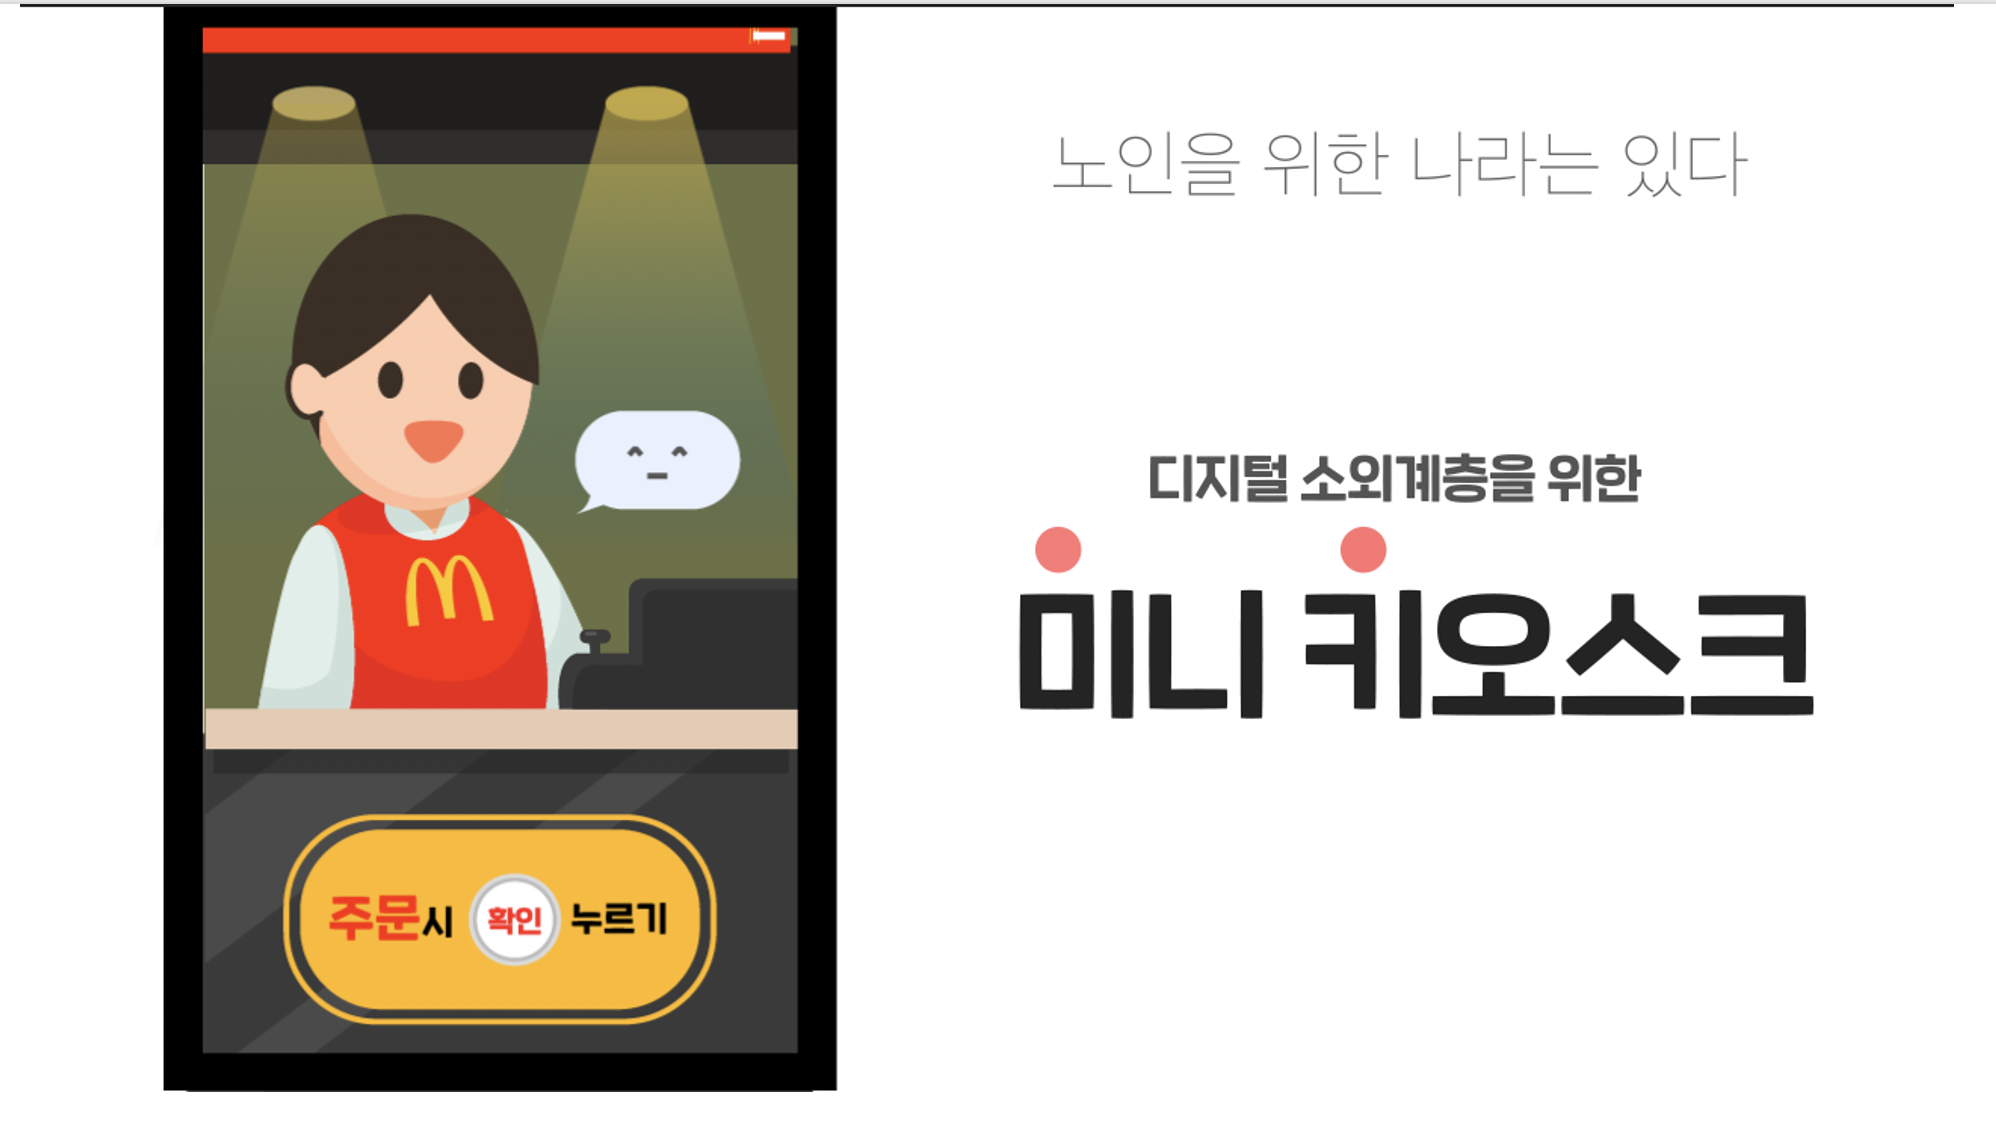 노인을 위한 나라는 있다
디지털 소외계층을 위한
미니 키오스크
주문시 확인 누르기